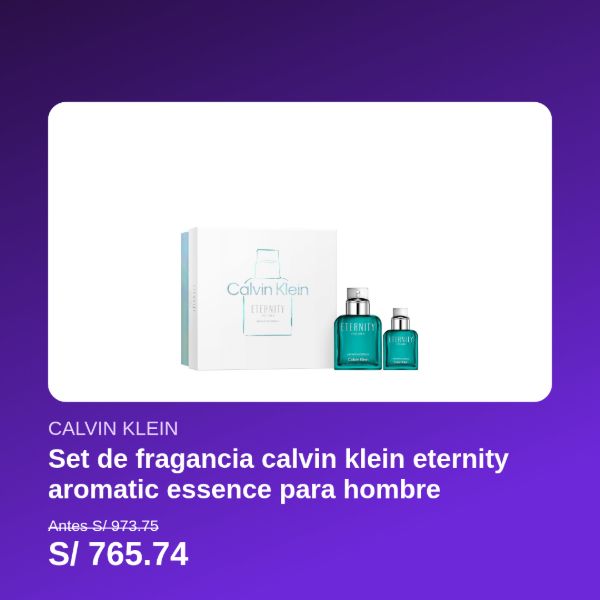 Calvin Klein
ETERNITY
ETERNITY
Calvin Klein
ETERNITY
CALVIN KLEIN
Set de fragancia calvin klein eternity
aromatic essence para hombre
Antes S/ 973.75
S/ 765.74